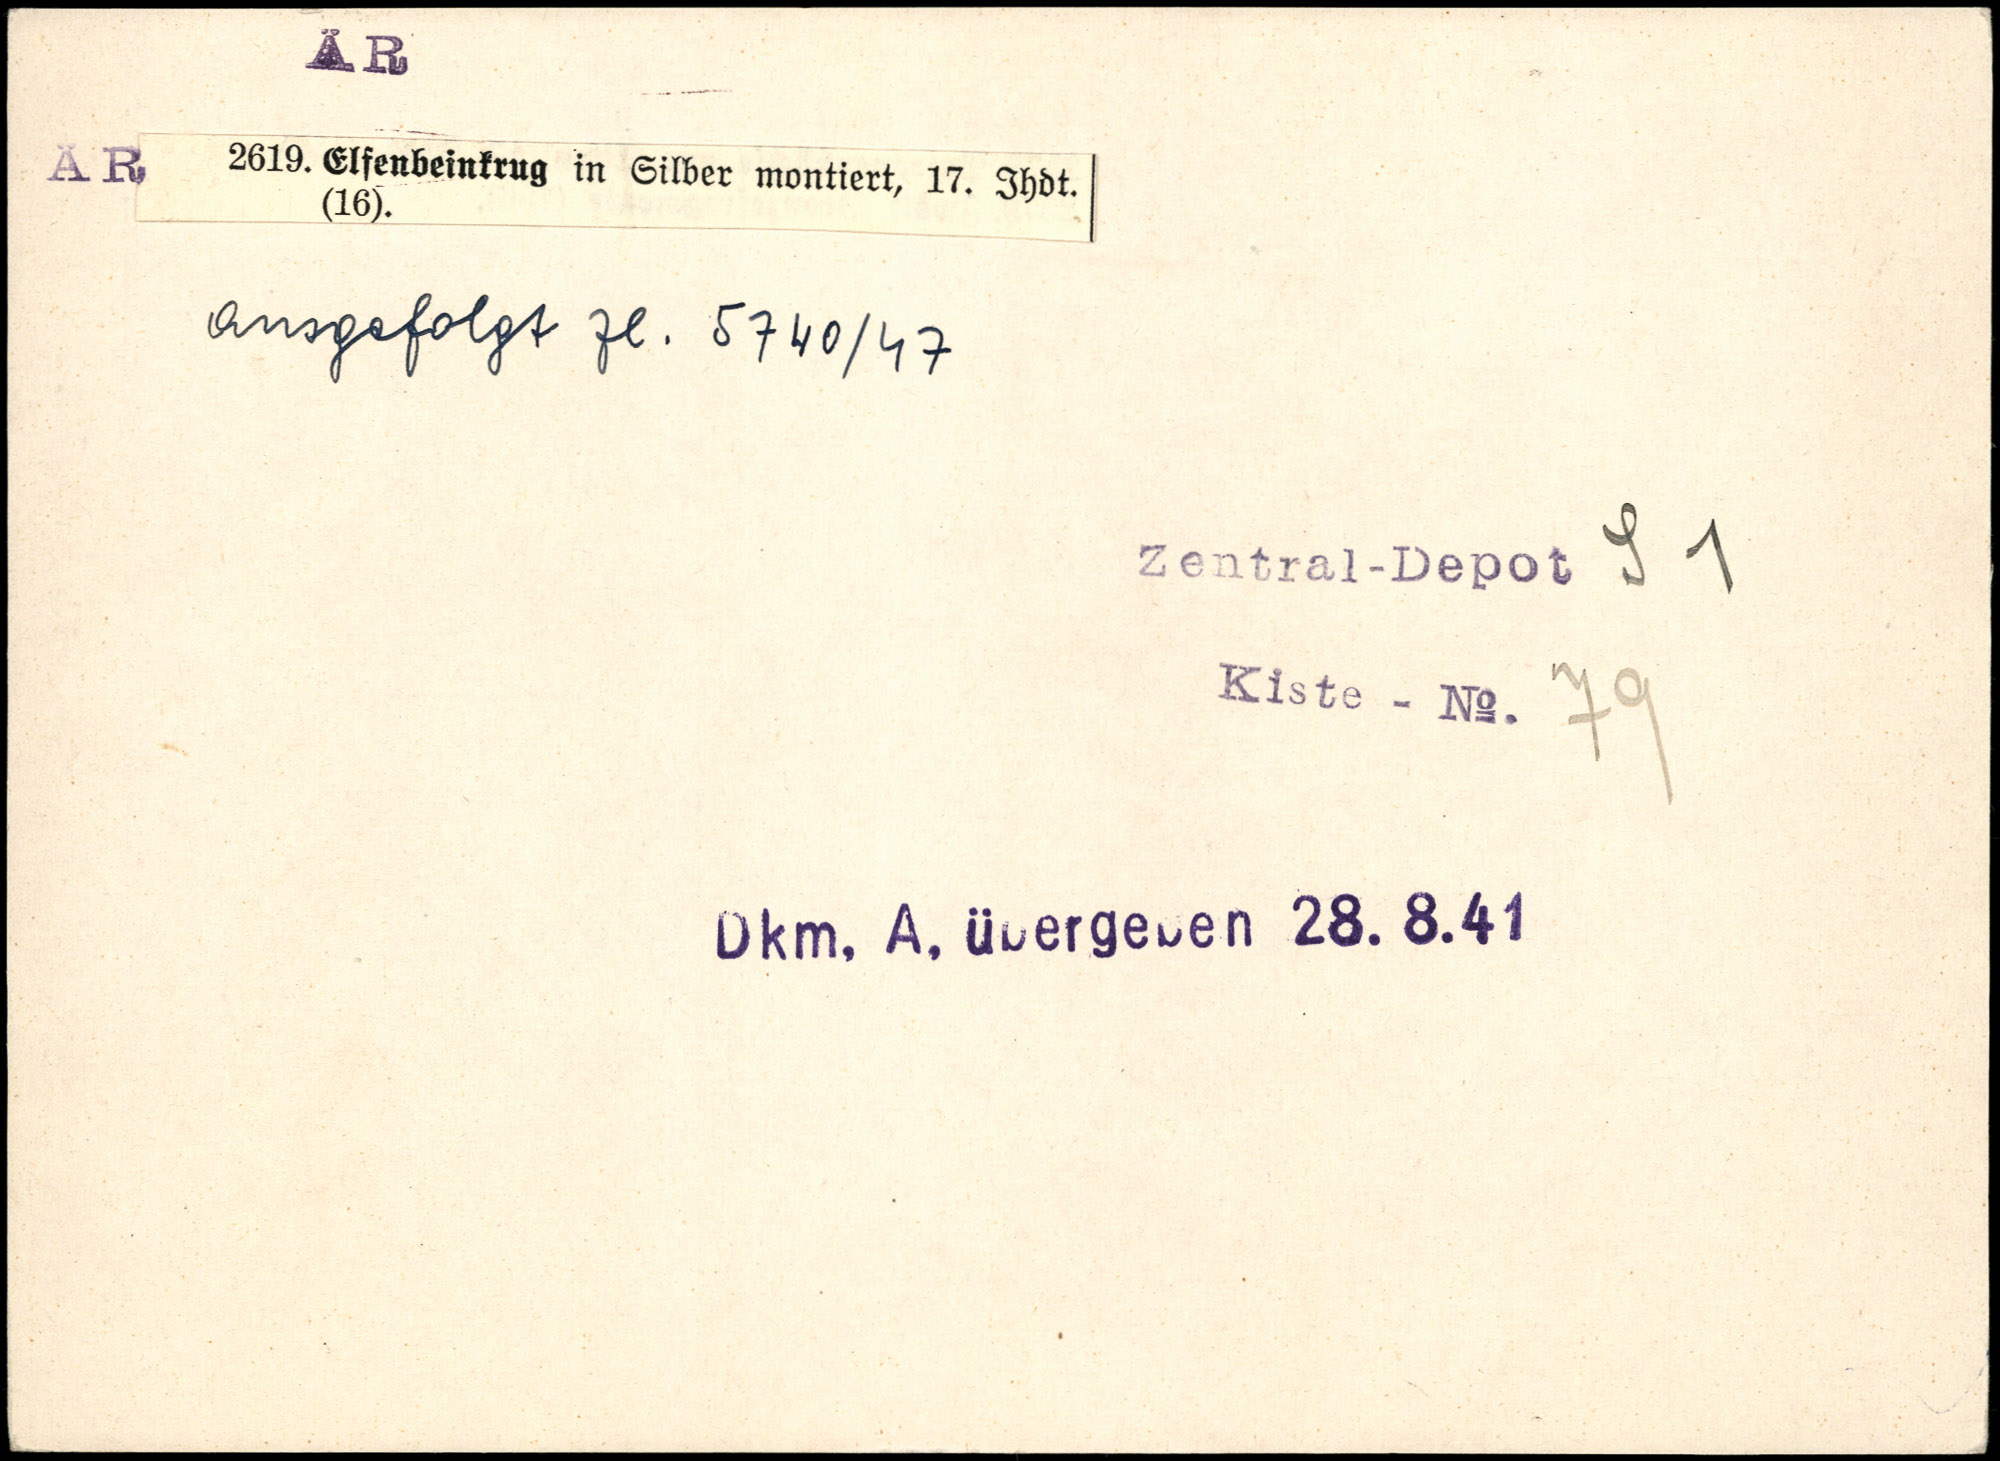 ÄR
ÄR
2619. Elfenbeinkrug in Silber montiert, 17. Jhdt.
(16).
ausgefolgt Zl. 5740/47
Zentral-Depot S 1
Kiste - №. 79
Dkm. A. übergeben 28. 8. 41